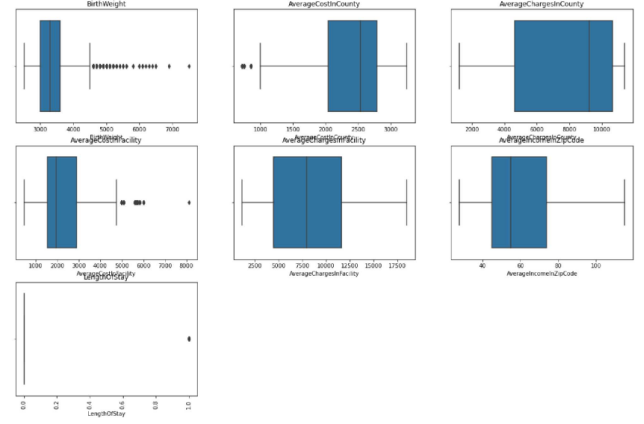 BirthWeight
AverageCostInCounty
AverageChargesInCounty
3000 4000 5000 6000 7000
1000 1500 2000 2500 3000
2000 4000 6000 8000 10000
BirthWeight
AverageCostInCounty
AverageChargesInCounty
AverageCostInFacility
AverageChargesInFacility
AverageIncomeInZipCode
1000 2000 3000 4000 5000 6000 7000 8000
2500 5000 7500 10000 12500 15000 17500
40 60 80 100
AverageCostInFacility
AverageChargesInFacility
AverageIncomeInZipCode
LengthOfStay
0.0 0.2 0.4 0.6 0.8 1.0
LengthOfStay